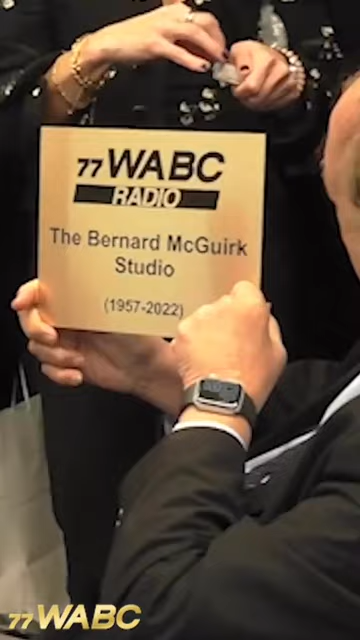 77 WABC
RADIO
The Bernard McGuirk
Studio
(1957-2022)
77 WABC